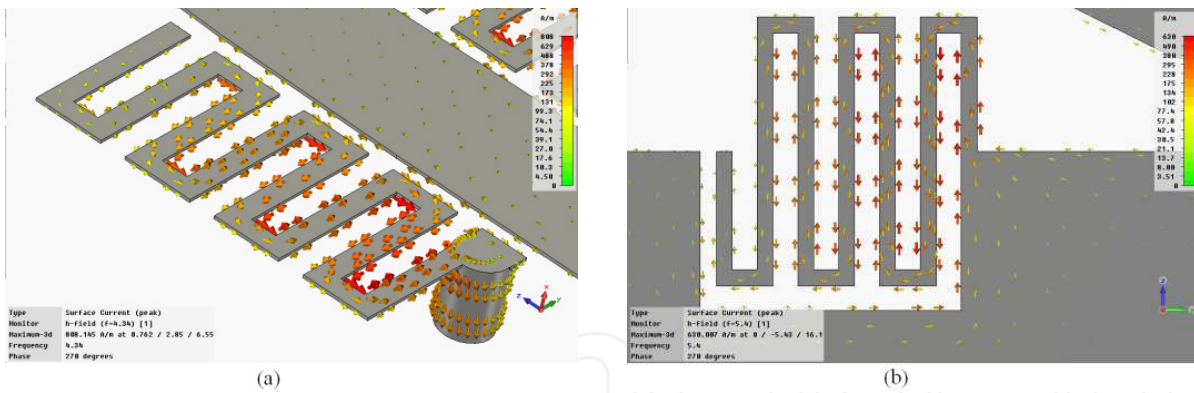 A/m
808
629
488
378
292
225
173
131
99.3
74.1
54.4
39.1
27.0
17.6
10.3
4.50
0
Type Surface Current (peak)
Monitor h-field (f=4.34) [1]
Maximum-3d 808.145 A/m at 0.762 / 2.85 / 6.55
Frequency 4.34
Phase 270 degrees
z
x
y
(a)
A/m
630
490
380
295
228
175
134
102
77.4
57.8
42.4
30.5
21.1
13.7
8.00
3.51
0
Type Surface Current (peak)
Monitor h-field (f=5.4) [1]
Maximum-3d 630.007 A/m at 0 / -5.43 / 16.1
Frequency 5.4
Phase 270 degrees
(b)